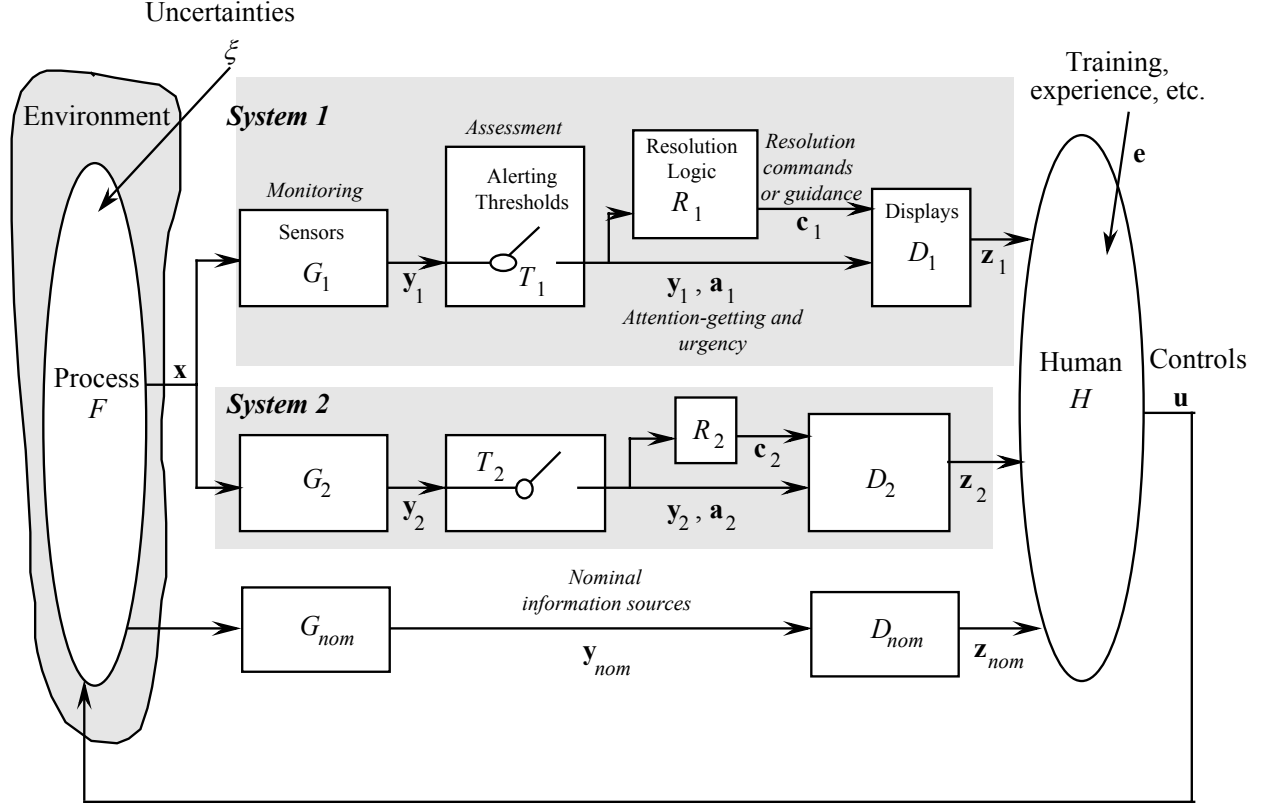 Uncertainties
ξ
Training,
experience, etc.
e
Environment
System 1
Monitoring
Assessment
Alerting
Thresholds
T1
Resolution
Logic
R1
Resolution
commands
or guidance
c1
Sensors
G1
y1
y1 , a1
Attention-getting and
urgency
Displays
D1
z1
Process
F
x
Human
H
Controls
u
System 2
G2
y2
T2
R2
c2
y2 , a2
D2
z2
Gnom
Nominal
information sources
ynom
Dnom
znom